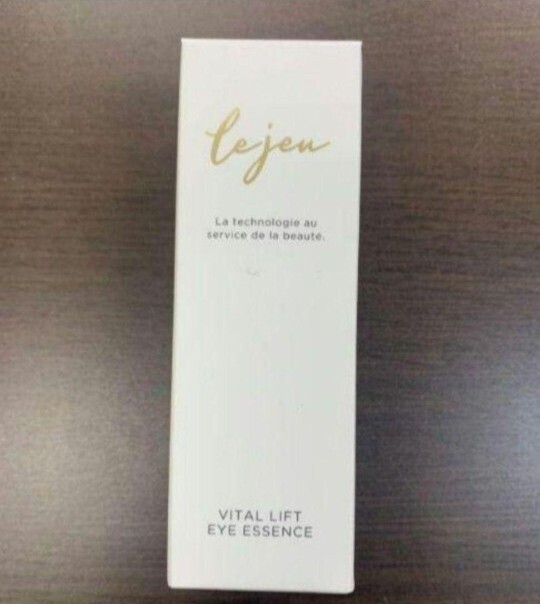 lejeu
La technologie au
service de la beauté.
VITAL LIFT
EYE ESSENCE